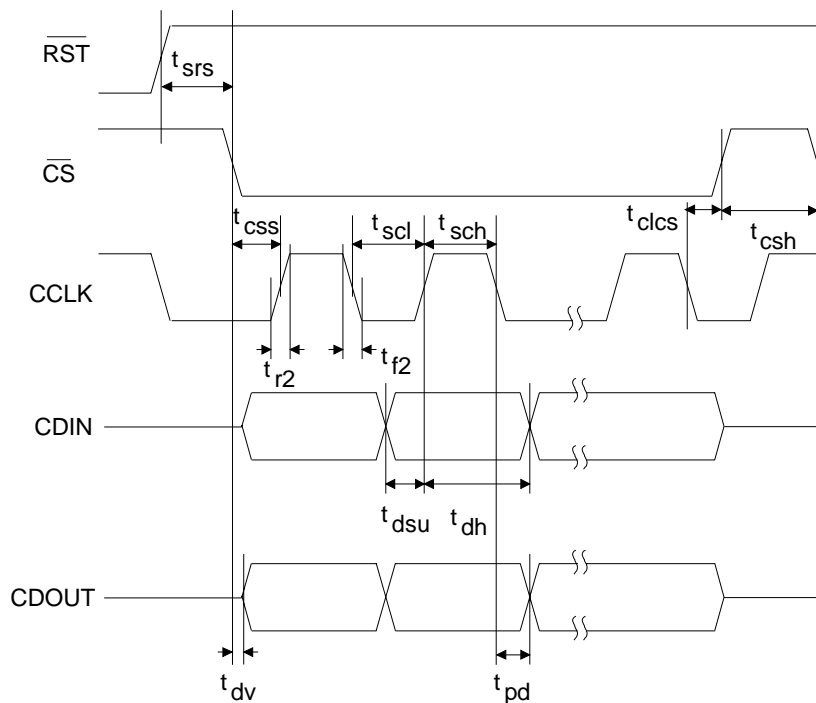 RST
t srs
CS
t css
t scl
t sch
t clcs
t csh
CCLK
t r2
t f2
CDIN
t dsu
t dh
CDOUT
t dv
t pd